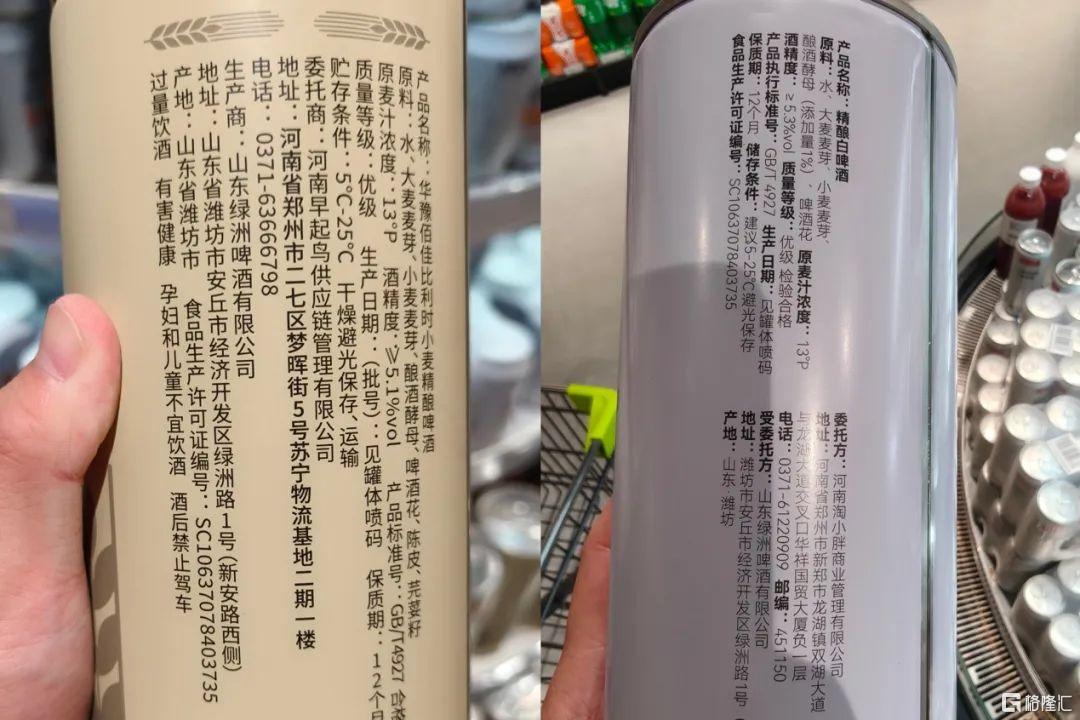 产品名称：华豫佰佳比利时小麦精酿啤酒
原料：水、大麦麦芽、小麦麦芽、酿酒酵母、啤酒花、陈皮、芫荽籽
原麦汁浓度：13°P 酒精度：≥5.1%vol 产品标准号：GB/T4927
质量等级：优级 生产日期：（批号）：见罐体喷码 保质期：12个月
贮存条件：5℃-25℃ 干燥避光保存、运输
委托商：河南早起鸟供应链管理有限公司
地址：河南省郑州市二七区梦晖街5号苏宁物流基地二期一楼
电话：0371-63666798
生产商：山东绿洲啤酒有限公司
地址：山东省潍坊市安丘市经济开发区绿洲路1号(新安路西侧)
产地：山东省潍坊市 食品生产许可证编号：SC10637078403735
过量饮酒 有害健康 孕妇和儿童不宜饮酒 酒后禁止驾车
产品名称：精酿白啤酒
原料：水、大麦麦芽、小麦麦芽、
酿酒酵母（添加量1%）、啤酒花 原麦汁浓度：13°P
酒精度：≥5.3%vol 质量等级：优级 检验合格
产品执行标准号：GB/T 4927 生产日期：见罐体喷码
保质期：12个月 储存条件：建议5-25℃避光保存
食品生产许可证编号：SC10637078403735
委托方：河南淘小胖商业管理有限公司
地址：河南省郑州市新郑市龙湖镇双湖大道
与龙湖大道交叉口华祥国贸大厦负一层
电话：0371-61220909 邮编：451150
受委托方：山东绿洲啤酒有限公司
地址：潍坊市安丘市经济开发区绿洲路1号
产地：山东·潍坊
格隆汇